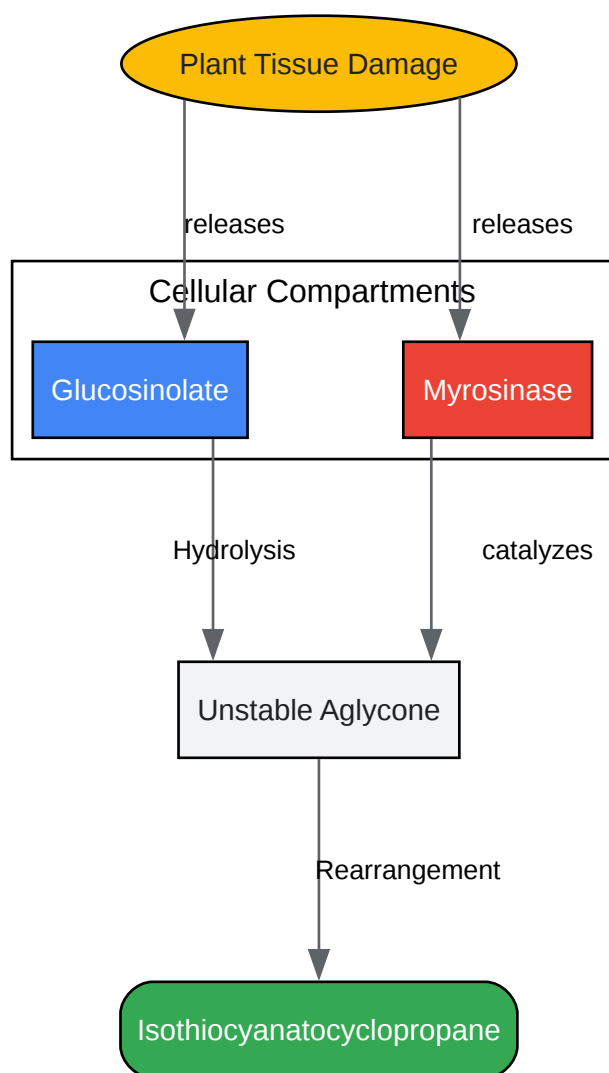 Plant Tissue Damage
releases
releases
Cellular Compartments
Glucosinolate
Myrosinase
Hydrolysis
catalyzes
Unstable Aglycone
Rearrangement
Isothiocyanatocyclopropane